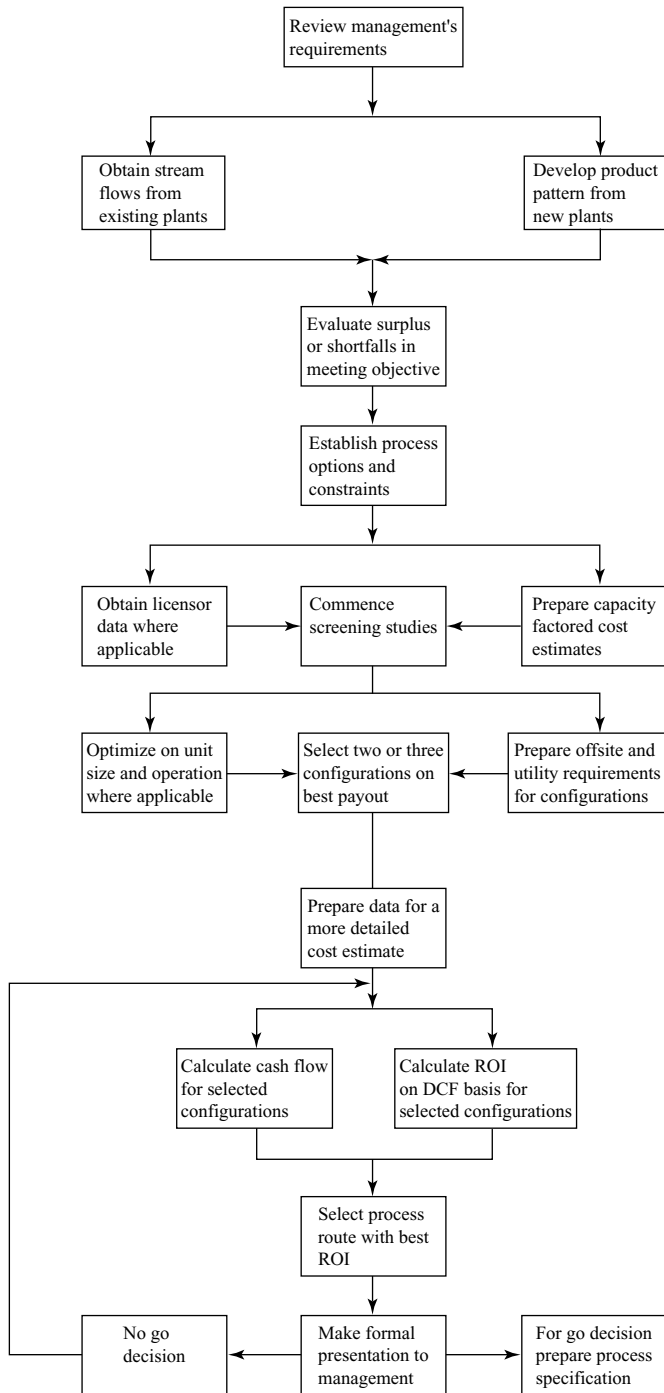 Review management's
requirements
Obtain stream
flows from
existing plants
Develop product
pattern from
new plants
Evaluate surplus
or shortfalls in
meeting objective
Establish process
options and
constraints
Obtain licensor
data where
applicable
Commence
screening studies
Prepare capacity
factored cost
estimates
Optimize on unit
size and operation
where applicable
Select two or three
configurations on
best payout
Prepare offsite and
utility requirements
for configurations
Prepare data for a
more detailed
cost estimate
Calculate cash flow
for selected
configurations
Calculate ROI
on DCF basis for
selected configurations
Select process
route with best
ROI
No go
decision
Make formal
presentation to
management
For go decision
prepare process
specification